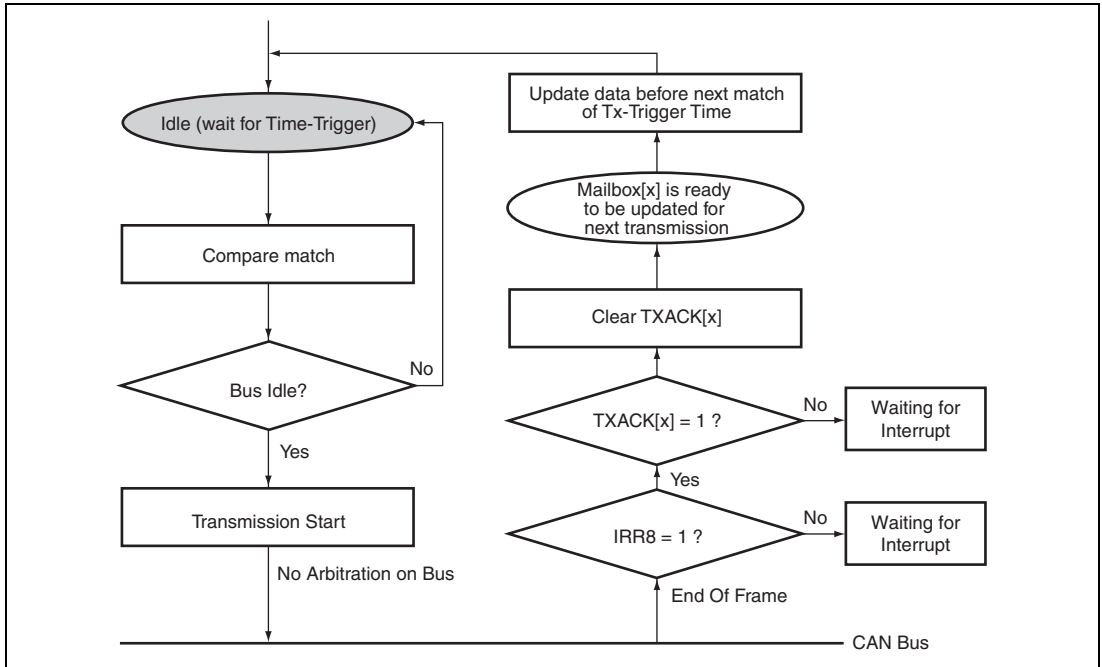 Idle (wait for Time-Trigger)
Compare match
Bus Idle?
No
Yes
Transmission Start
No Arbitration on Bus
Update data before next match
of Tx-Trigger Time
Mailbox[x] is ready
to be updated for
next transmission
Clear TXACK[x]
TXACK[x] = 1 ?
No
Waiting for
Interrupt
Yes
IRR8 = 1 ?
No
Waiting for
Interrupt
End Of Frame
CAN Bus